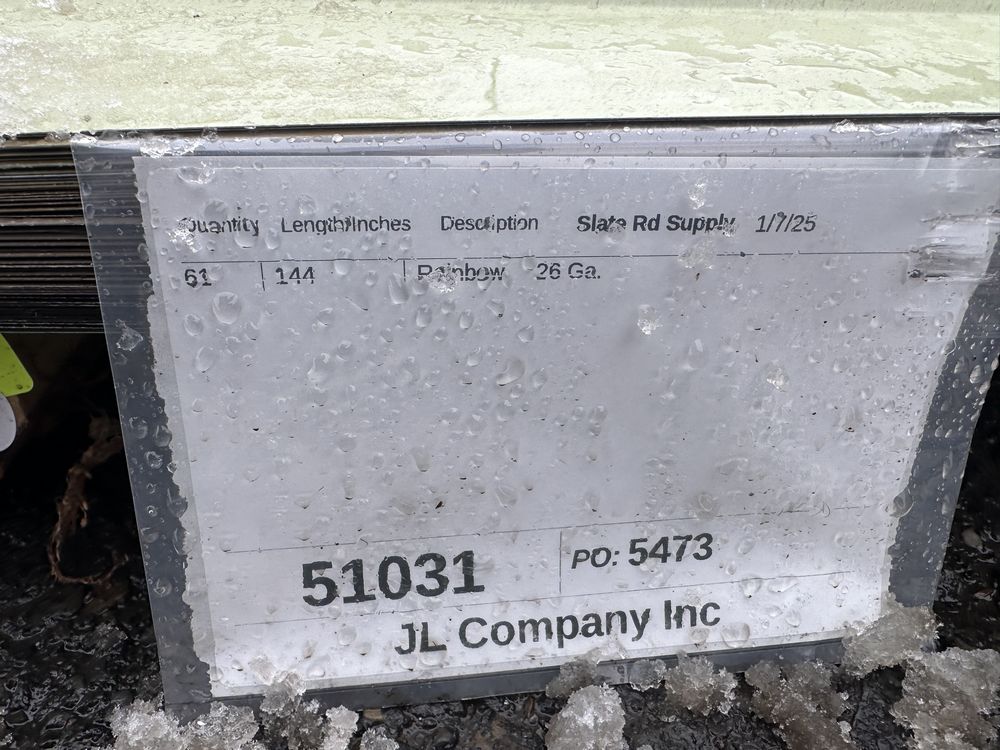 Quantity Length/Inches Description Slate Rd Supply 1/7/25
61 144 Rainbow 26 Ga.
51031 PO: 5473
JL Company Inc